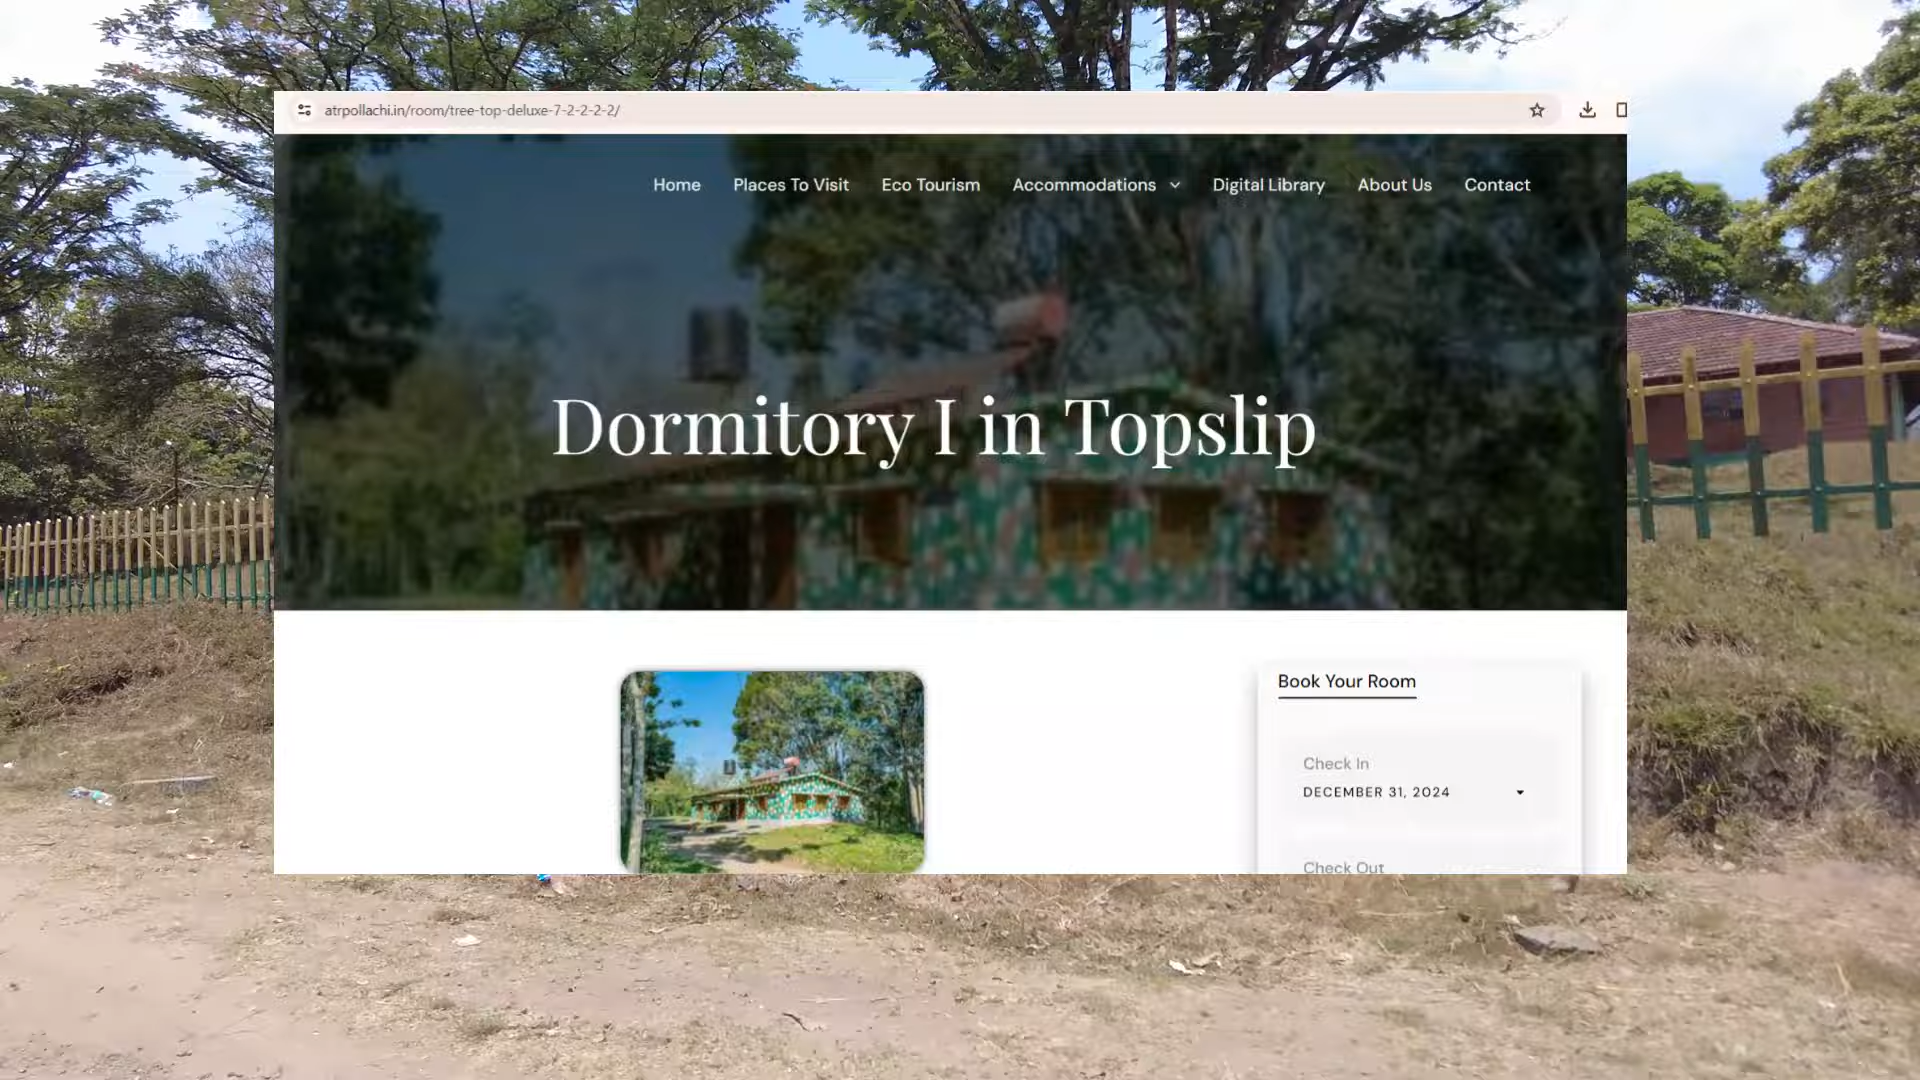 atrpollachi.in/room/tree-top-deluxe-7-2-2-2-2/
Home Places To Visit Eco Tourism Accommodations Digital Library About Us Contact
Dormitory I in Topslip
Book Your Room
Check In
DECEMBER 31, 2024
Check Out